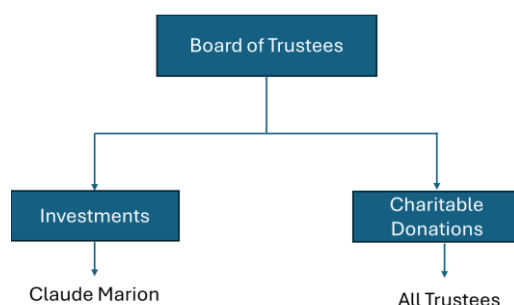 Board of Trustees
Investments
Charitable
Donations
Claude Marion
All Trustees